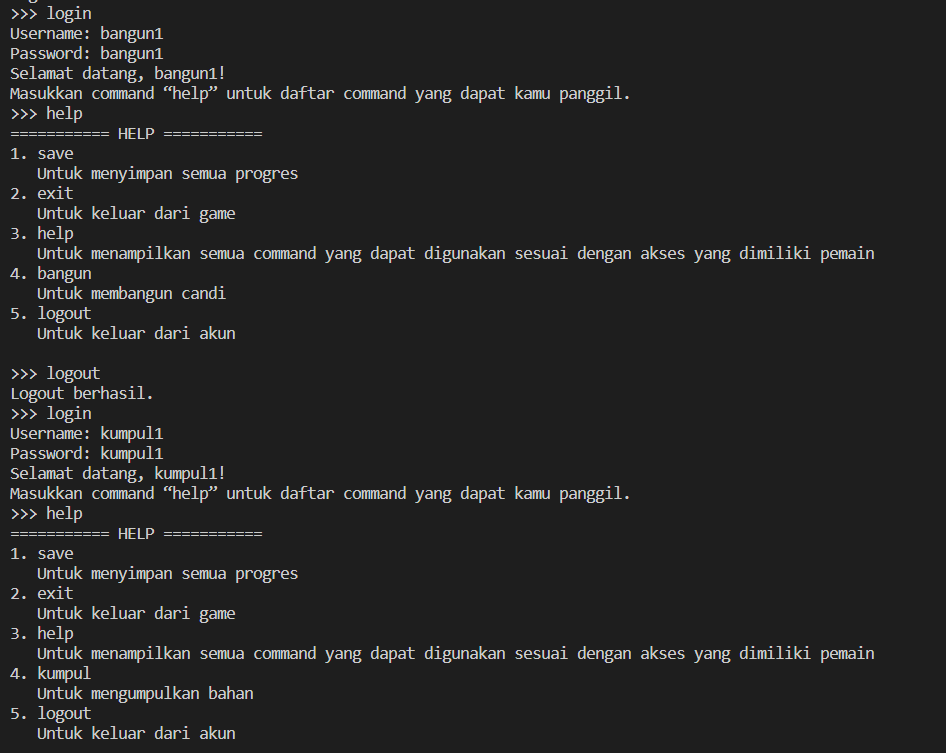 >>> login
Username: bangun1
Password: bangun1
Selamat datang, bangun1!
Masukkan command “help” untuk daftar command yang dapat kamu panggil.
>>> help
=========== HELP ===========
1. save
   Untuk menyimpan semua progres
2. exit
   Untuk keluar dari game
3. help
   Untuk menampilkan semua command yang dapat digunakan sesuai dengan akses yang dimiliki pemain
4. bangun
   Untuk membangun candi
5. logout
   Untuk keluar dari akun

>>> logout
Logout berhasil.
>>> login
Username: kumpul1
Password: kumpul1
Selamat datang, kumpul1!
Masukkan command “help” untuk daftar command yang dapat kamu panggil.
>>> help
=========== HELP ===========
1. save
   Untuk menyimpan semua progres
2. exit
   Untuk keluar dari game
3. help
   Untuk menampilkan semua command yang dapat digunakan sesuai dengan akses yang dimiliki pemain
4. kumpul
   Untuk mengumpulkan bahan
5. logout
   Untuk keluar dari akun